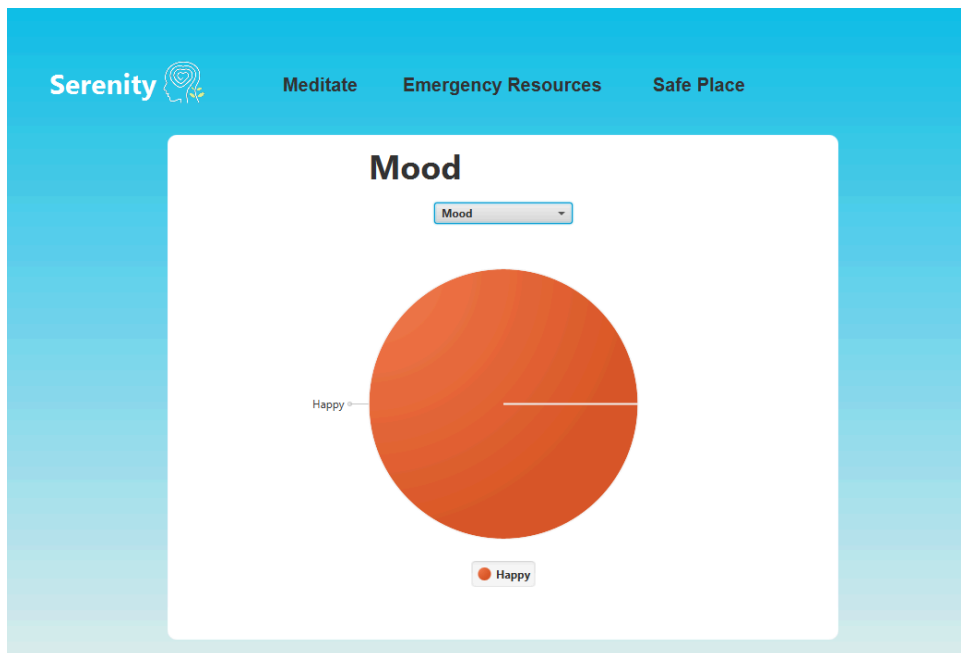 Serenity
Meditate Emergency Resources Safe Place
Mood
Mood
Happy
Happy